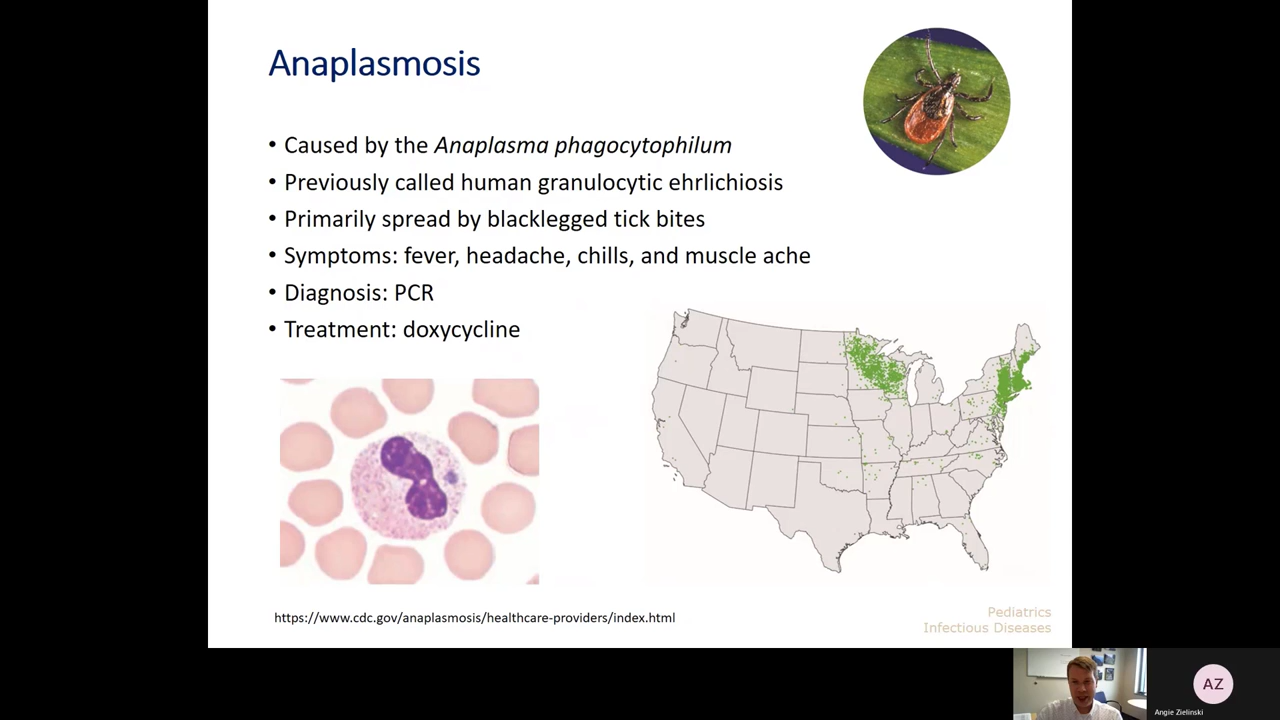 Anaplasmosis
• Caused by the Anaplasma phagocytophilum
• Previously called human granulocytic ehrlichiosis
• Primarily spread by blacklegged tick bites
• Symptoms: fever, headache, chills, and muscle ache
• Diagnosis: PCR
• Treatment: doxycycline
https://www.cdc.gov/anaplasmosis/healthcare-providers/index.html
Pediatrics
Infectious Diseases
AZ
Angie Zielinski